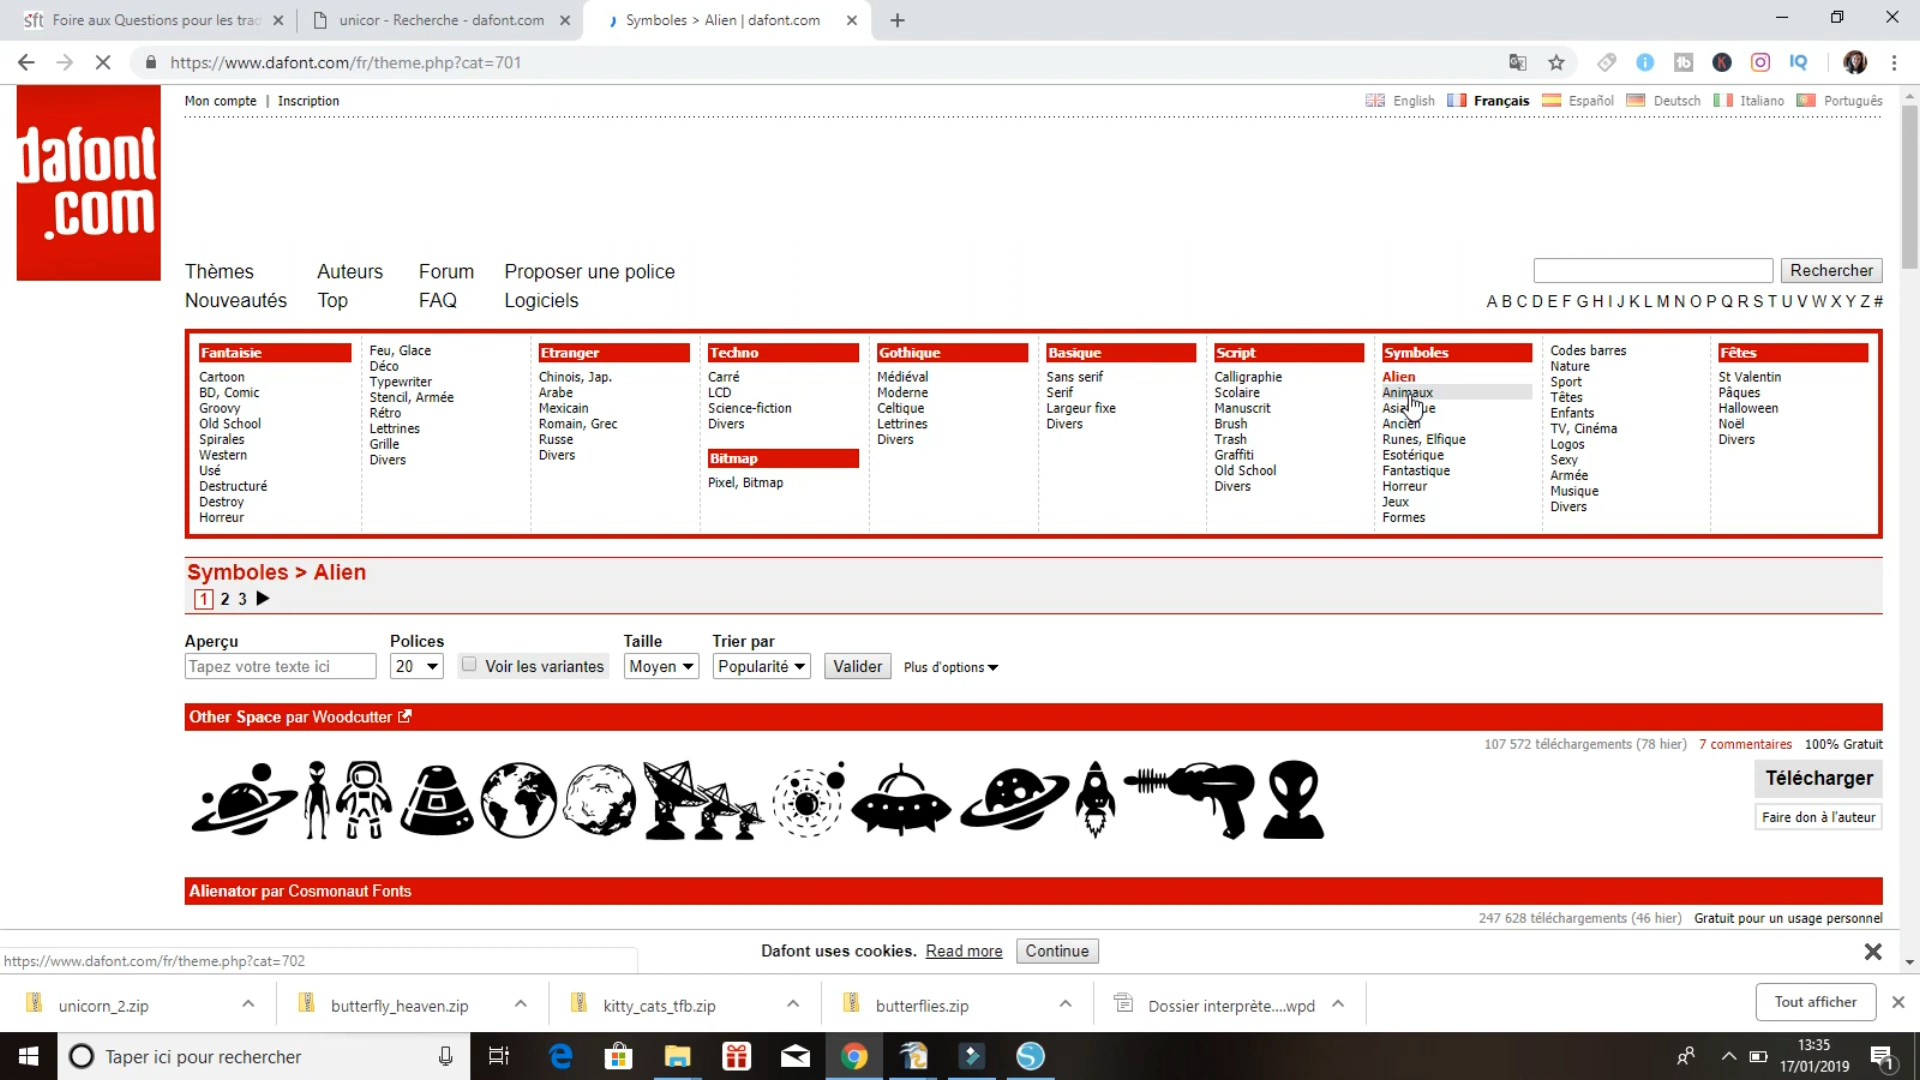 Sft Foire aux Questions pour les trad
unicor - Recherche - dafont.com
Symboles > Alien | dafont.com
https://www.dafont.com/fr/theme.php?cat=701
Mon compte | Inscription
English Français Español Deutsch Italiano Português
dafont
.com
Thèmes Auteurs Forum Proposer une police
Rechercher
Nouveautés Top FAQ Logiciels
A B C D E F G H I J K L M N O P Q R S T U V W X Y Z #
Fantaisie
Cartoon
BD, Comic
Groovy
Old School
Spirales
Western
Usé
Destructuré
Destroy
Horreur
Feu, Glace
Déco
Typewriter
Stencil, Armée
Rétro
Lettrines
Grille
Divers
Etranger
Chinois, Jap.
Arabe
Mexicain
Romain, Grec
Russe
Divers
Techno
Carré
LCD
Science-fiction
Divers
Bitmap
Pixel, Bitmap
Gothique
Médiéval
Moderne
Celtique
Lettrines
Divers
Basique
Sans serif
Serif
Largeur fixe
Divers
Script
Calligraphie
Scolaire
Manuscrit
Brush
Trash
Graffiti
Old School
Divers
Symboles
Alien
Animaux
Ancien
Runes, Elfique
Esotérique
Fantastique
Horreur
Jeux
Formes
Codes barres
Nature
Sport
Têtes
Enfants
TV, Cinéma
Logos
Sexy
Armée
Musique
Divers
Fêtes
St Valentin
Pâques
Halloween
Noël
Divers
Symboles > Alien
1 2 3
Aperçu Polices Taille Trier par
Tapez votre texte ici 20 Voir les variantes Moyen Popularité Valider Plus d'options
Other Space par Woodcutter
107 572 téléchargements (78 hier) 7 commentaires 100% Gratuit
Télécharger
Faire don à l'auteur
Alienator par Cosmonaut Fonts
247 628 téléchargements (46 hier) Gratuit pour un usage personnel
Dafont uses cookies. Read more Continue
https://www.dafont.com/fr/theme.php?cat=702
unicorn_2.zip butterfly_heaven.zip kitty_cats_tfb.zip butterflies.zip Dossier interprète....wpd Tout afficher
Taper ici pour rechercher
13:35
17/01/2019
1